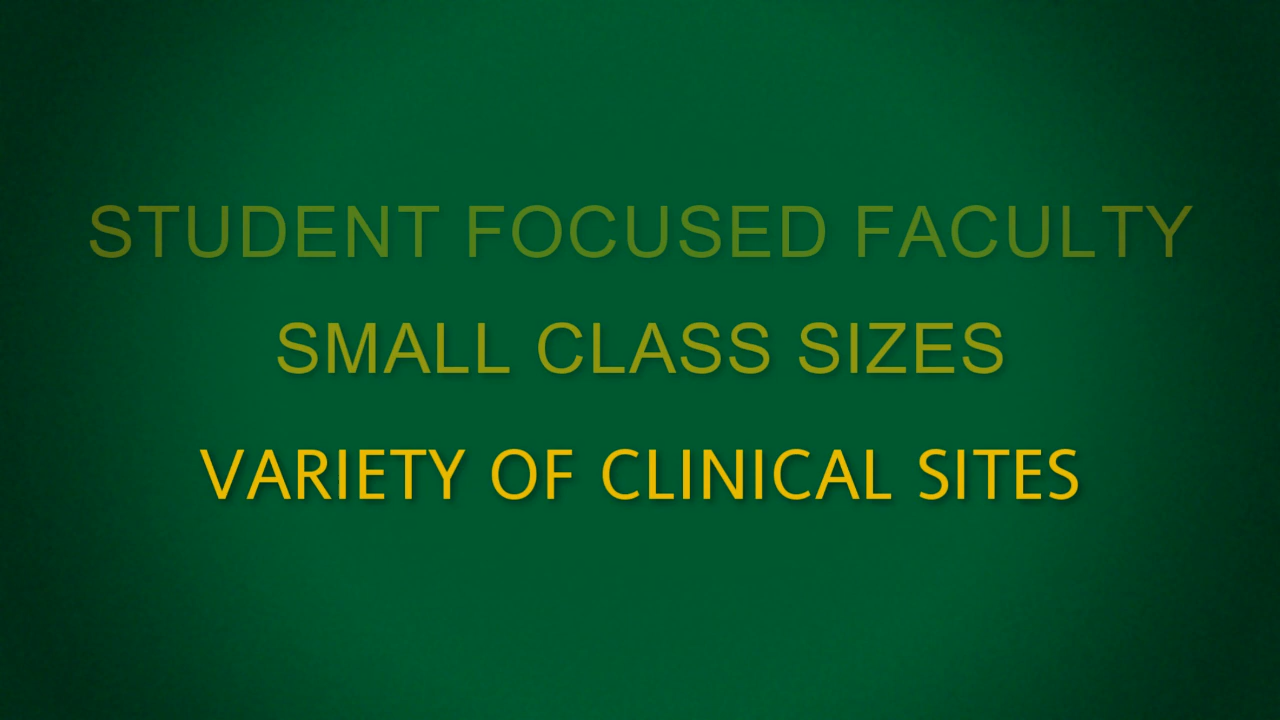 STUDENT FOCUSED FACULTY
SMALL CLASS SIZES
VARIETY OF CLINICAL SITES